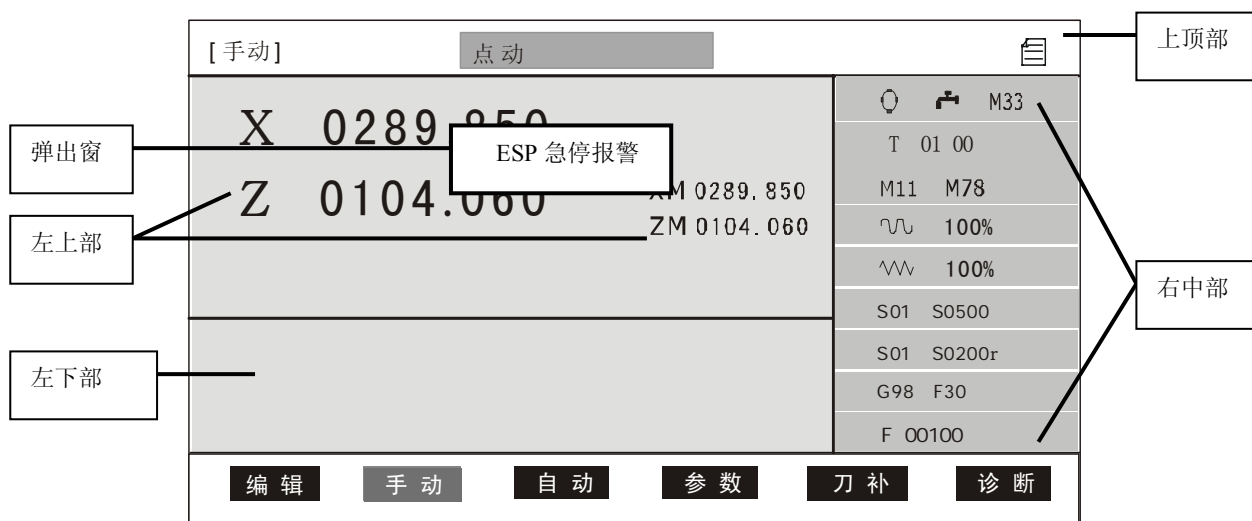 [手动]
点动
上顶部
X 0289.850
弹出窗
ESP 急停报警
Z 0104.060
XM 0289.850
ZM 0104.060
左上部
左下部
M33
T 01 00
M11 M78
100%
100%
S01 S0500
S01 S0200r
G98 F30
F 00100
右中部
编辑
手动
自动
参数
刀补
诊断